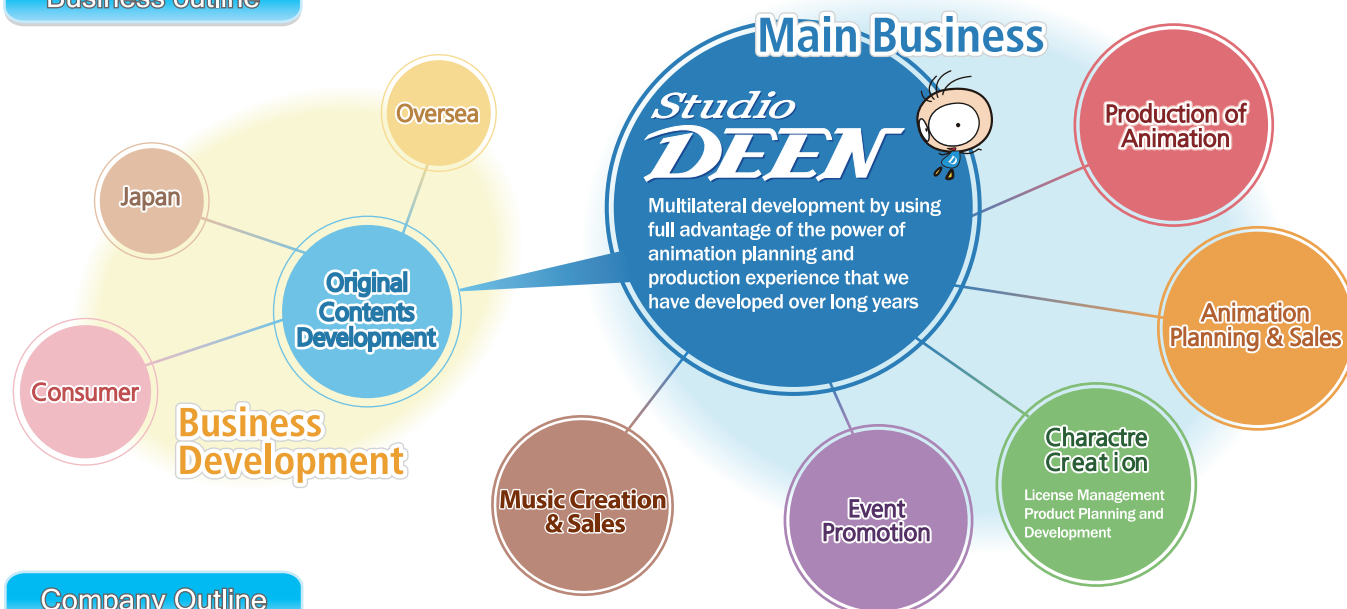 Business outline
Main Business
Studio
DEEN
Multilateral development by using
full advantage of the power of
animation planning and
production experience that we
have developed over long years
D
Production of
Animation
Animation
Planning & Sales
Charactre
Creation
License Management
Product Planning and
Development
Event
Promotion
Music Creation
& Sales
Oversea
Japan
Original
Contents
Development
Consumer
Business
Development
Company Outline